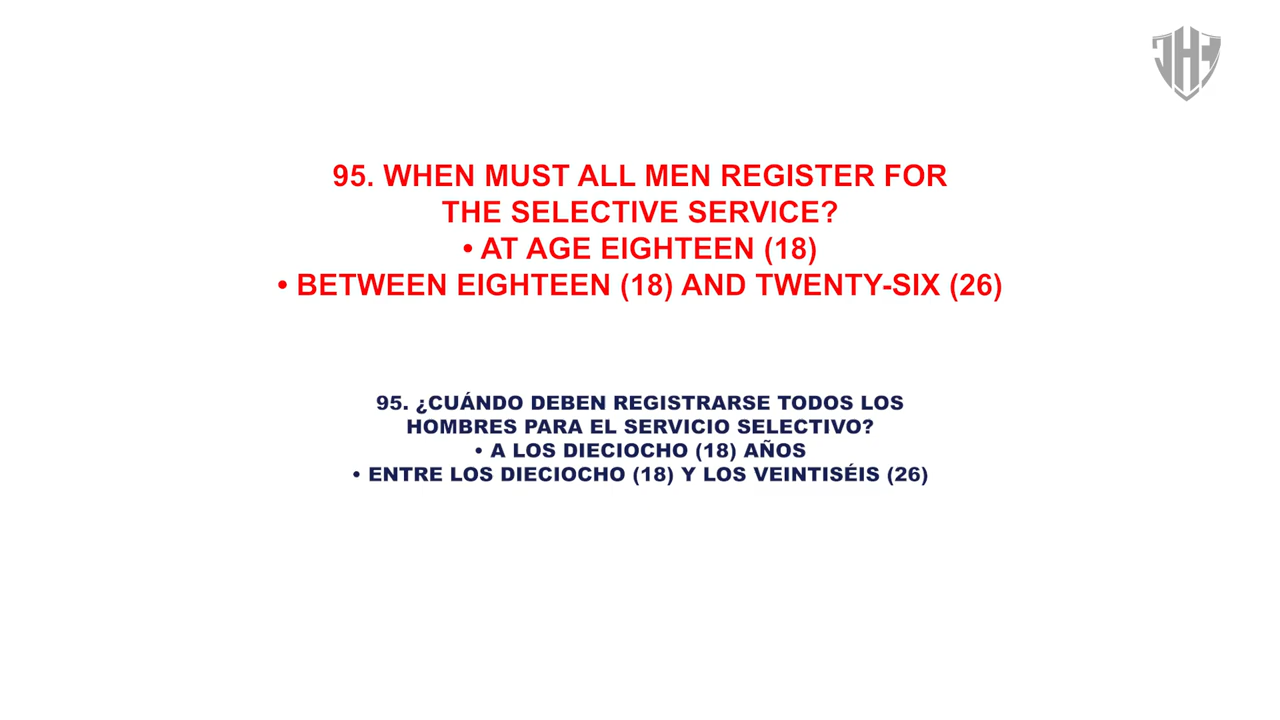 JHE
95. WHEN MUST ALL MEN REGISTER FOR
THE SELECTIVE SERVICE?
• AT AGE EIGHTEEN (18)
• BETWEEN EIGHTEEN (18) AND TWENTY-SIX (26)
95. ¿CUÁNDO DEBEN REGISTRARSE TODOS LOS
HOMBRES PARA EL SERVICIO SELECTIVO?
• A LOS DIECIOCHO (18) AÑOS
• ENTRE LOS DIECIOCHO (18) Y LOS VEINTISÉIS (26)